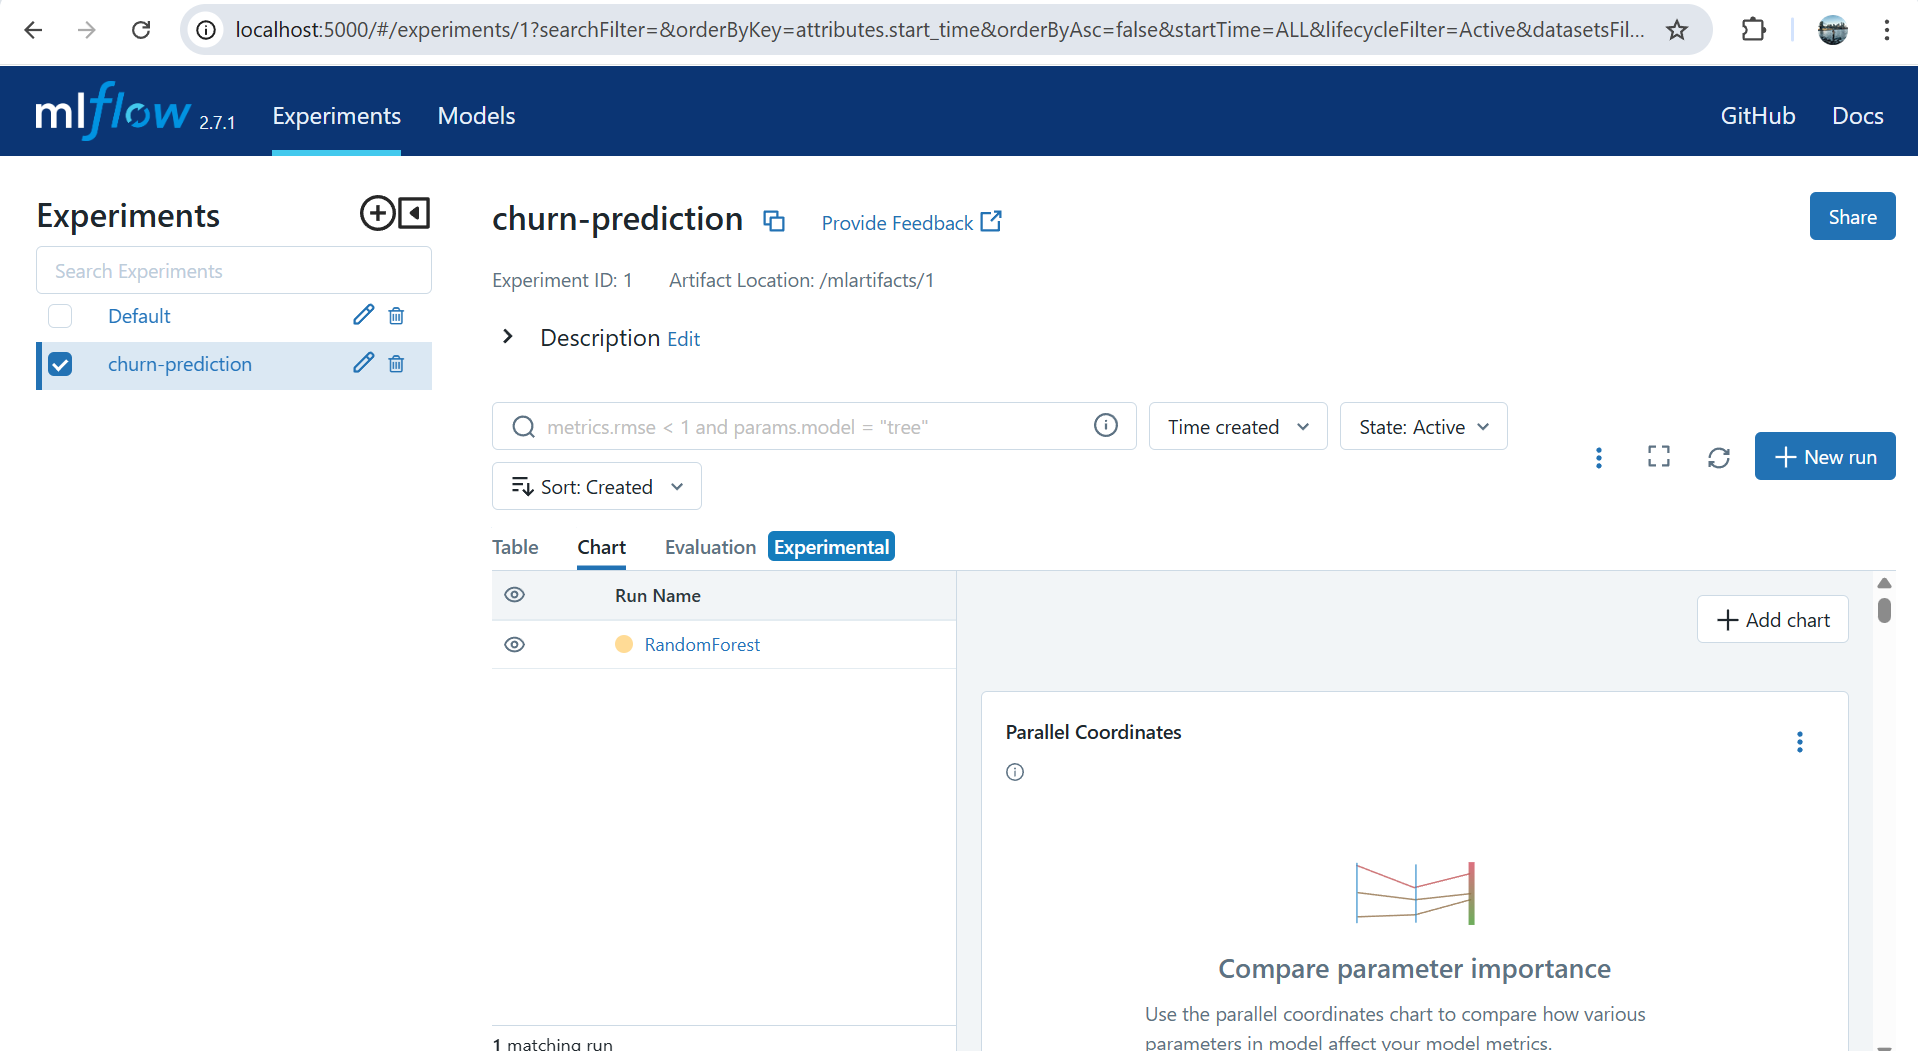 localhost:5000/#/experiments/1?searchFilter=&orderByKey=attributes.start_time&orderByAsc=false&startTime=ALL&lifecycleFilter=Active&datasetsFil...
mlflow 2.7.1 Experiments Models GitHub Docs
Experiments
Search Experiments
Default
churn-prediction
churn-prediction Provide Feedback Share
Experiment ID: 1 Artifact Location: /mlartifacts/1
Description Edit
metrics.rmse < 1 and params.model = "tree" Time created State: Active
Sort: Created
New run
Table Chart Evaluation Experimental
Run Name
RandomForest
1 matching run
Add chart
Parallel Coordinates
Compare parameter importance
Use the parallel coordinates chart to compare how various
parameters in model affect your model metrics.